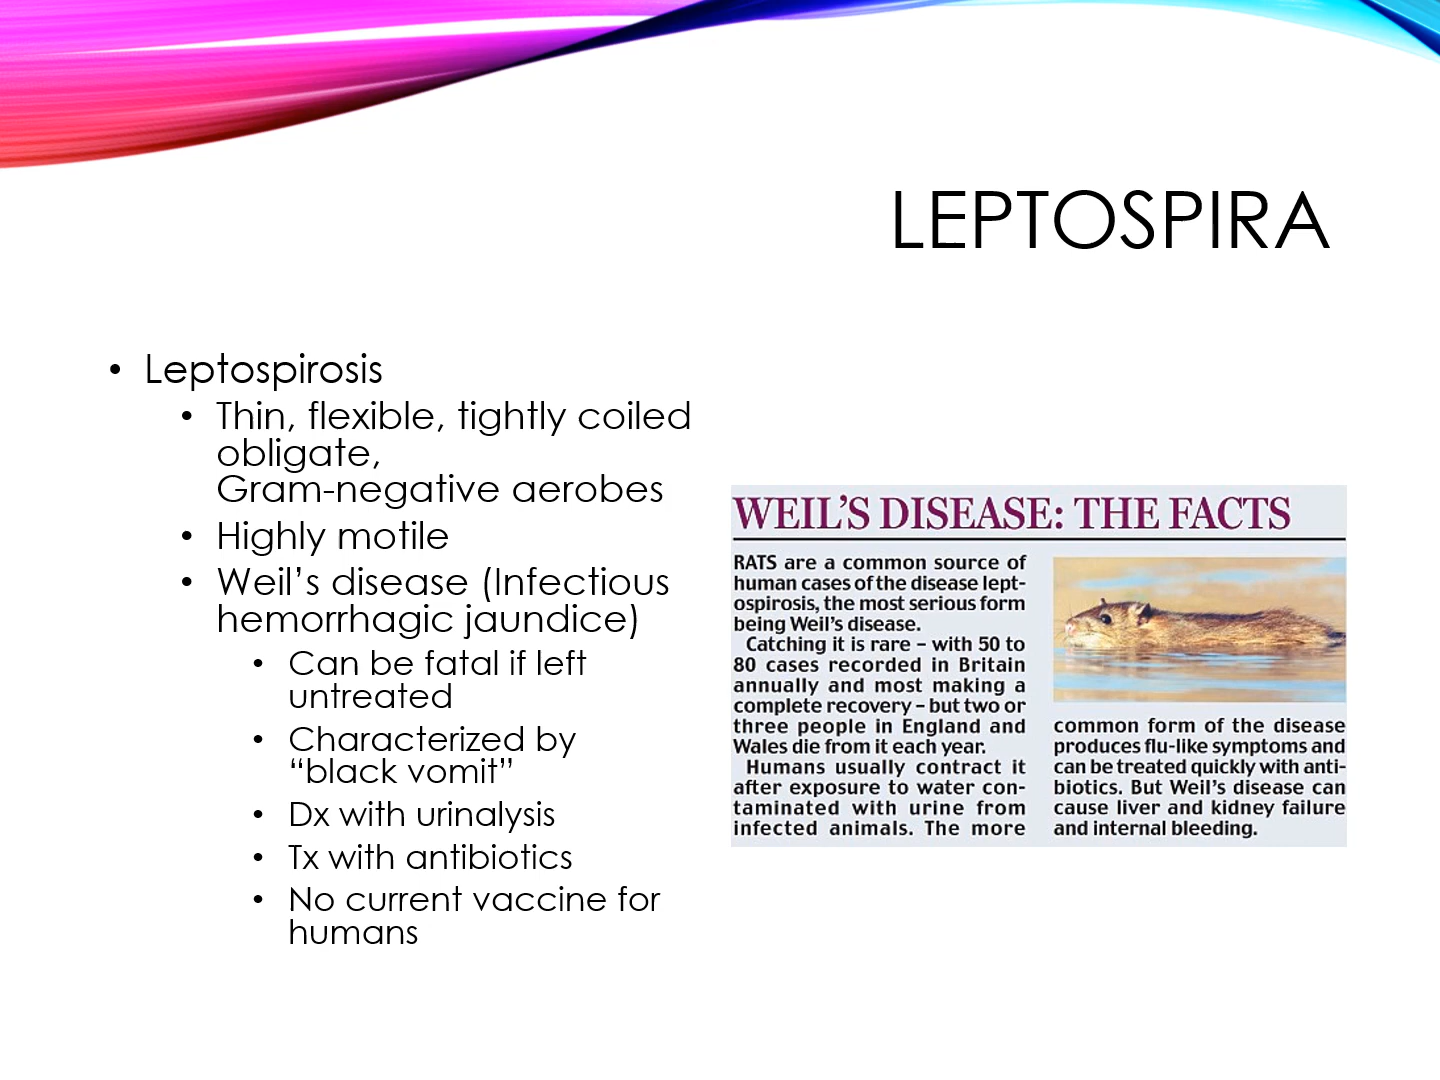 LEPTOSPIRA
• Leptospirosis
• Thin, flexible, tightly coiled
obligate,
Gram-negative aerobes
• Highly motile
• Weil’s disease (Infectious
hemorrhagic jaundice)
• Can be fatal if left
untreated
• Characterized by
“black vomit”
• Dx with urinalysis
• Tx with antibiotics
• No current vaccine for
humans
WEIL’S DISEASE: THE FACTS
RATS are a common source of
human cases of the disease lept-
ospirosis, the most serious form
being Weil’s disease.
Catching it is rare – with 50 to
80 cases recorded in Britain
annually and most making a
complete recovery – but two or
three people in England and
Wales die from it each year.
Humans usually contract it
after exposure to water con-
taminated with urine from
infected animals. The more
common form of the disease
produces flu-like symptoms and
can be treated quickly with anti-
biotics. But Weil’s disease can
cause liver and kidney failure
and internal bleeding.